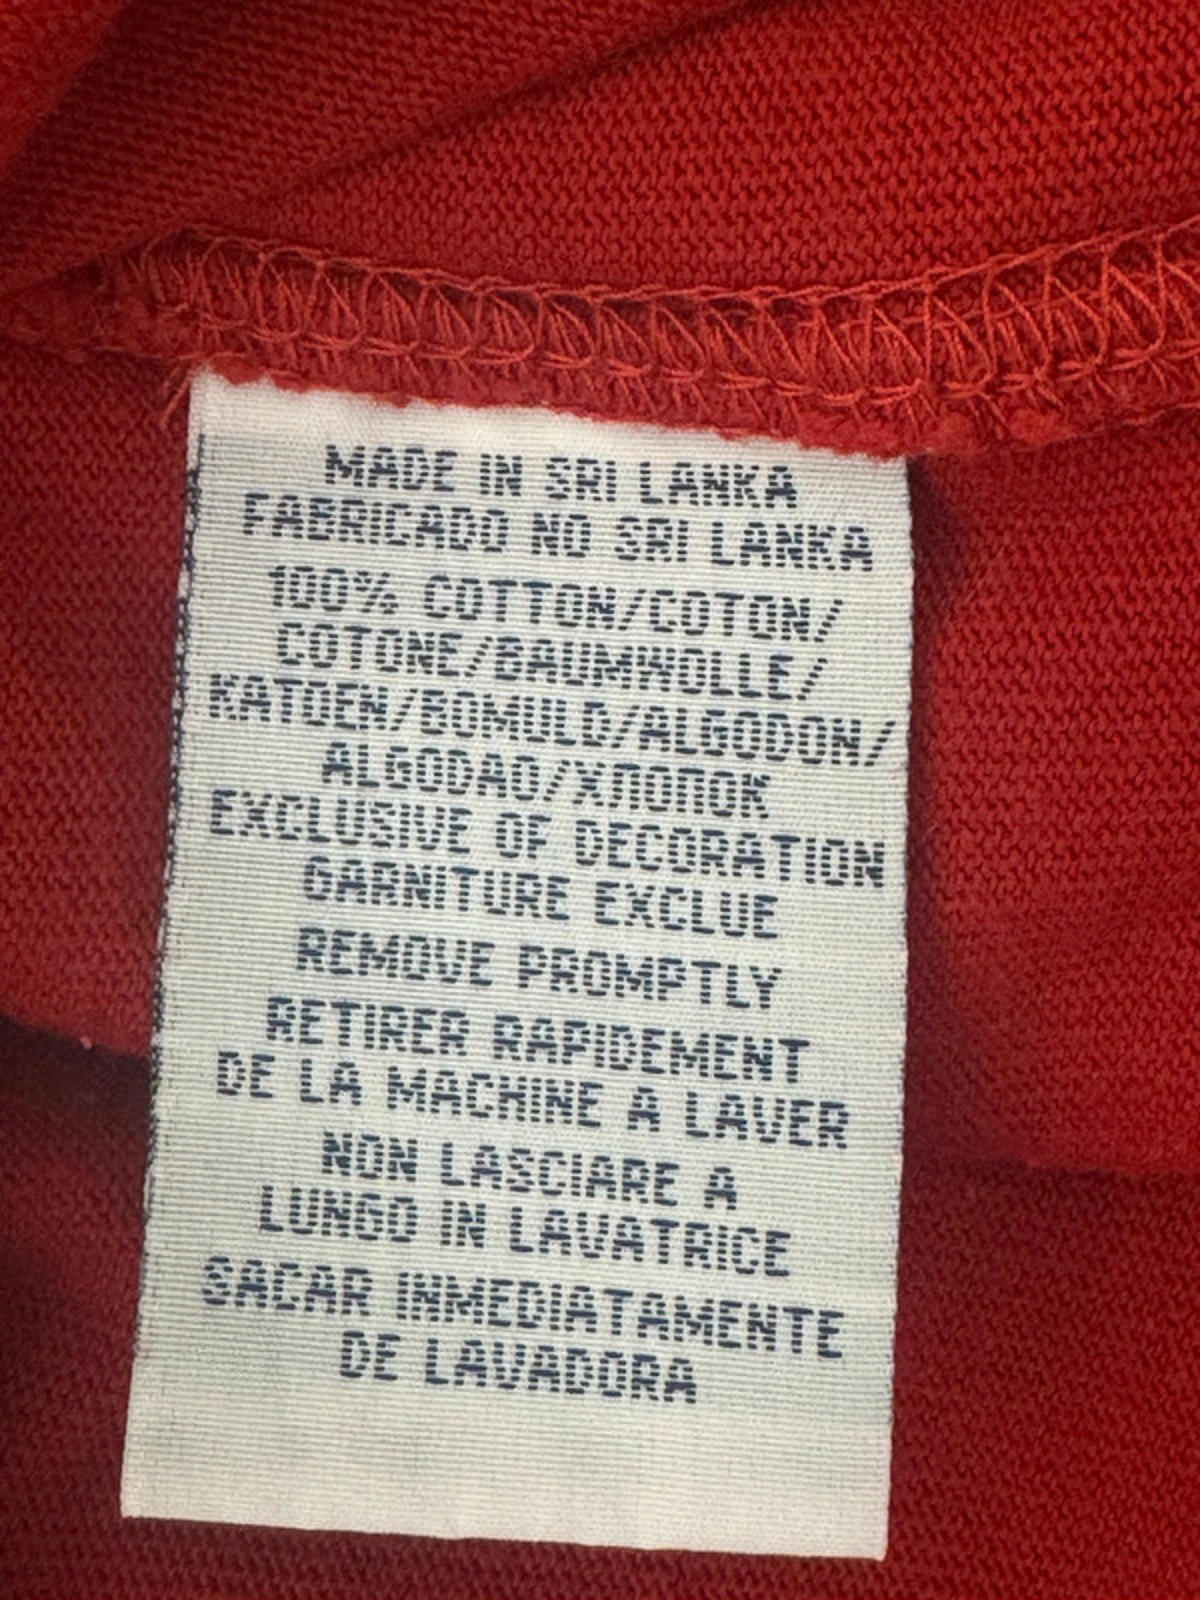 MADE IN SRI LANKA
FABRICADO NO SRI LANKA
100% COTTON/COTON/
COTONE/BAUMWOLLE/
KATOEN/BOMULD/ALGODON/
ALGODAO/ХЛОПОК
EXCLUSIVE OF DECORATION
GARNITURE EXCLUE
REMOVE PROMPTLY
RETIRER RAPIDEMENT
DE LA MACHINE A LAVER
NON LASCIARE A
LUNGO IN LAVATRICE
SACAR INMEDIATAMENTE
DE LAVADORA